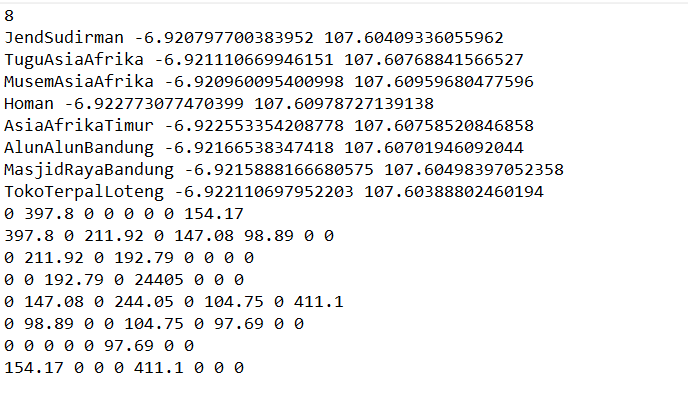 8
JendSudirman -6.920797700383952 107.60409336055962
TuguAsiaAfrika -6.921110669946151 107.60768841566527
MusemAsiaAfrika -6.920960095400998 107.60959680477596
Homan -6.922773077470399 107.60978727139138
AsiaAfrikaTimur -6.922553354208778 107.60758520846858
AlunAlunBandung -6.92166538347418 107.60701946092044
MasjidRayaBandung -6.9215888166680575 107.60498397052358
TokoTerpalLoteng -6.922110697952203 107.60388802460194
0 397.8 0 0 0 0 0 154.17
397.8 0 211.92 0 147.08 98.89 0 0
0 211.92 0 192.79 0 0 0 0
0 0 192.79 0 24405 0 0 0
0 147.08 0 244.05 0 104.75 0 411.1
0 98.89 0 0 104.75 0 97.69 0 0
0 0 0 0 0 97.69 0 0
154.17 0 0 0 411.1 0 0 0